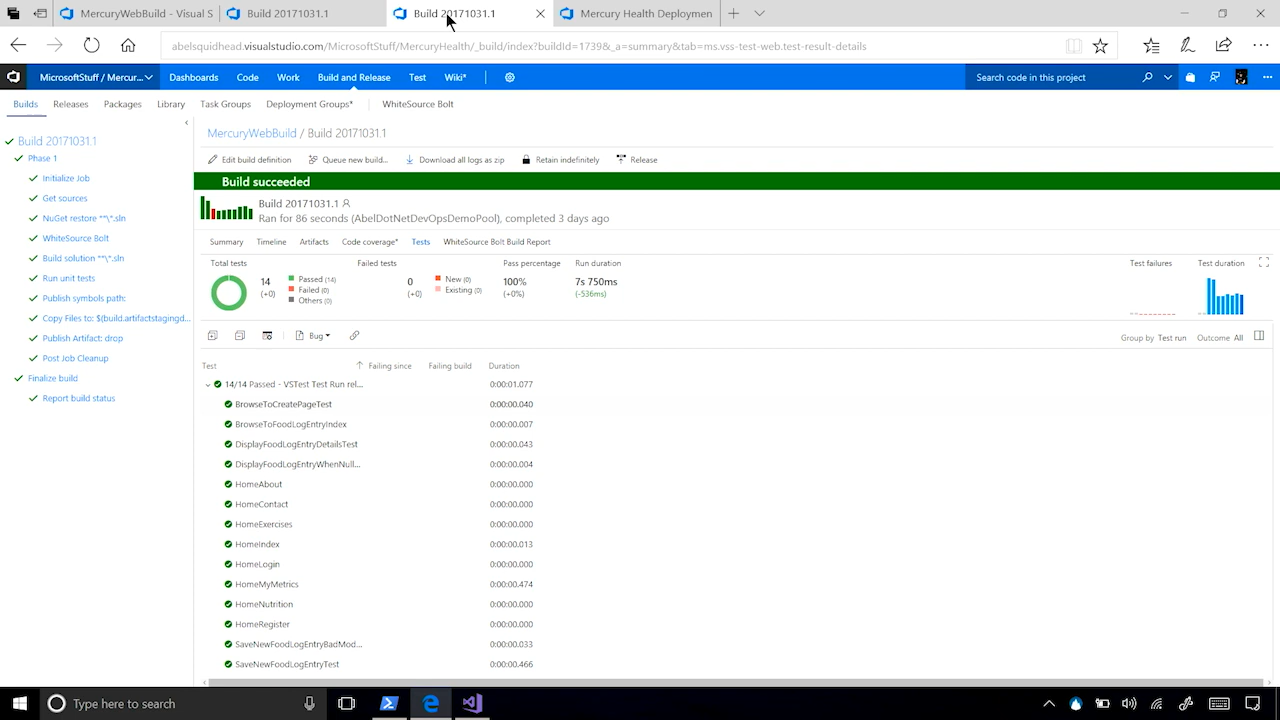 MercuryWebBuild - Visual S
Build 20171031.1
Build 20171031.1
Mercury Health Deploymen
abelsquidhead.visualstudio.com/MicrosoftStuff/MercuryHealth/_build/index?buildId=1739&_a=summary&tab=ms.vss-test-web.test-result-details
MicrosoftStuff / Mercur...
Dashboards
Code
Work
Build and Release
Test
Wiki*
Search code in this project
Builds
Releases
Packages
Library
Task Groups
Deployment Groups*
WhiteSource Bolt
Build 20171031.1
Phase 1
Initialize Job
Get sources
NuGet restore **\*.sln
WhiteSource Bolt
Build solution **\*.sln
Run unit tests
Publish symbols path:
Copy Files to: $(build.artifactstagingd...
Publish Artifact: drop
Post Job Cleanup
Finalize build
Report build status
MercuryWebBuild / Build 20171031.1
Edit build definition
Queue new build...
Download all logs as zip
Retain indefinitely
Release
Build succeeded
Build 20171031.1
Ran for 86 seconds (AbelDotNetDevOpsDemoPool), completed 3 days ago
Summary
Timeline
Artifacts
Code coverage*
Tests
WhiteSource Bolt Build Report
Total tests
Failed tests
Pass percentage
Run duration
Test failures
Test duration
14
(+0)
Passed (14)
Failed (0)
Others (0)
0
(+0)
New (0)
Existing (0)
100%
(+0%)
7s 750ms
(-536ms)
Bug
Group by Test run
Outcome All
Test
Failing since
Failing build
Duration
14/14 Passed - VSTest Test Run rel... 0:00:01.077
BrowseToCreatePageTest 0:00:00.040
BrowseToFoodLogEntryIndex 0:00:00.007
DisplayFoodLogEntryDetailsTest 0:00:00.043
DisplayFoodLogEntryWhenNull... 0:00:00.004
HomeAbout 0:00:00.000
HomeContact 0:00:00.000
HomeExercises 0:00:00.000
HomeIndex 0:00:00.013
HomeLogin 0:00:00.000
HomeMyMetrics 0:00:00.474
HomeNutrition 0:00:00.000
HomeRegister 0:00:00.000
SaveNewFoodLogEntryBadMod... 0:00:00.033
SaveNewFoodLogEntryTest 0:00:00.466
Type here to search